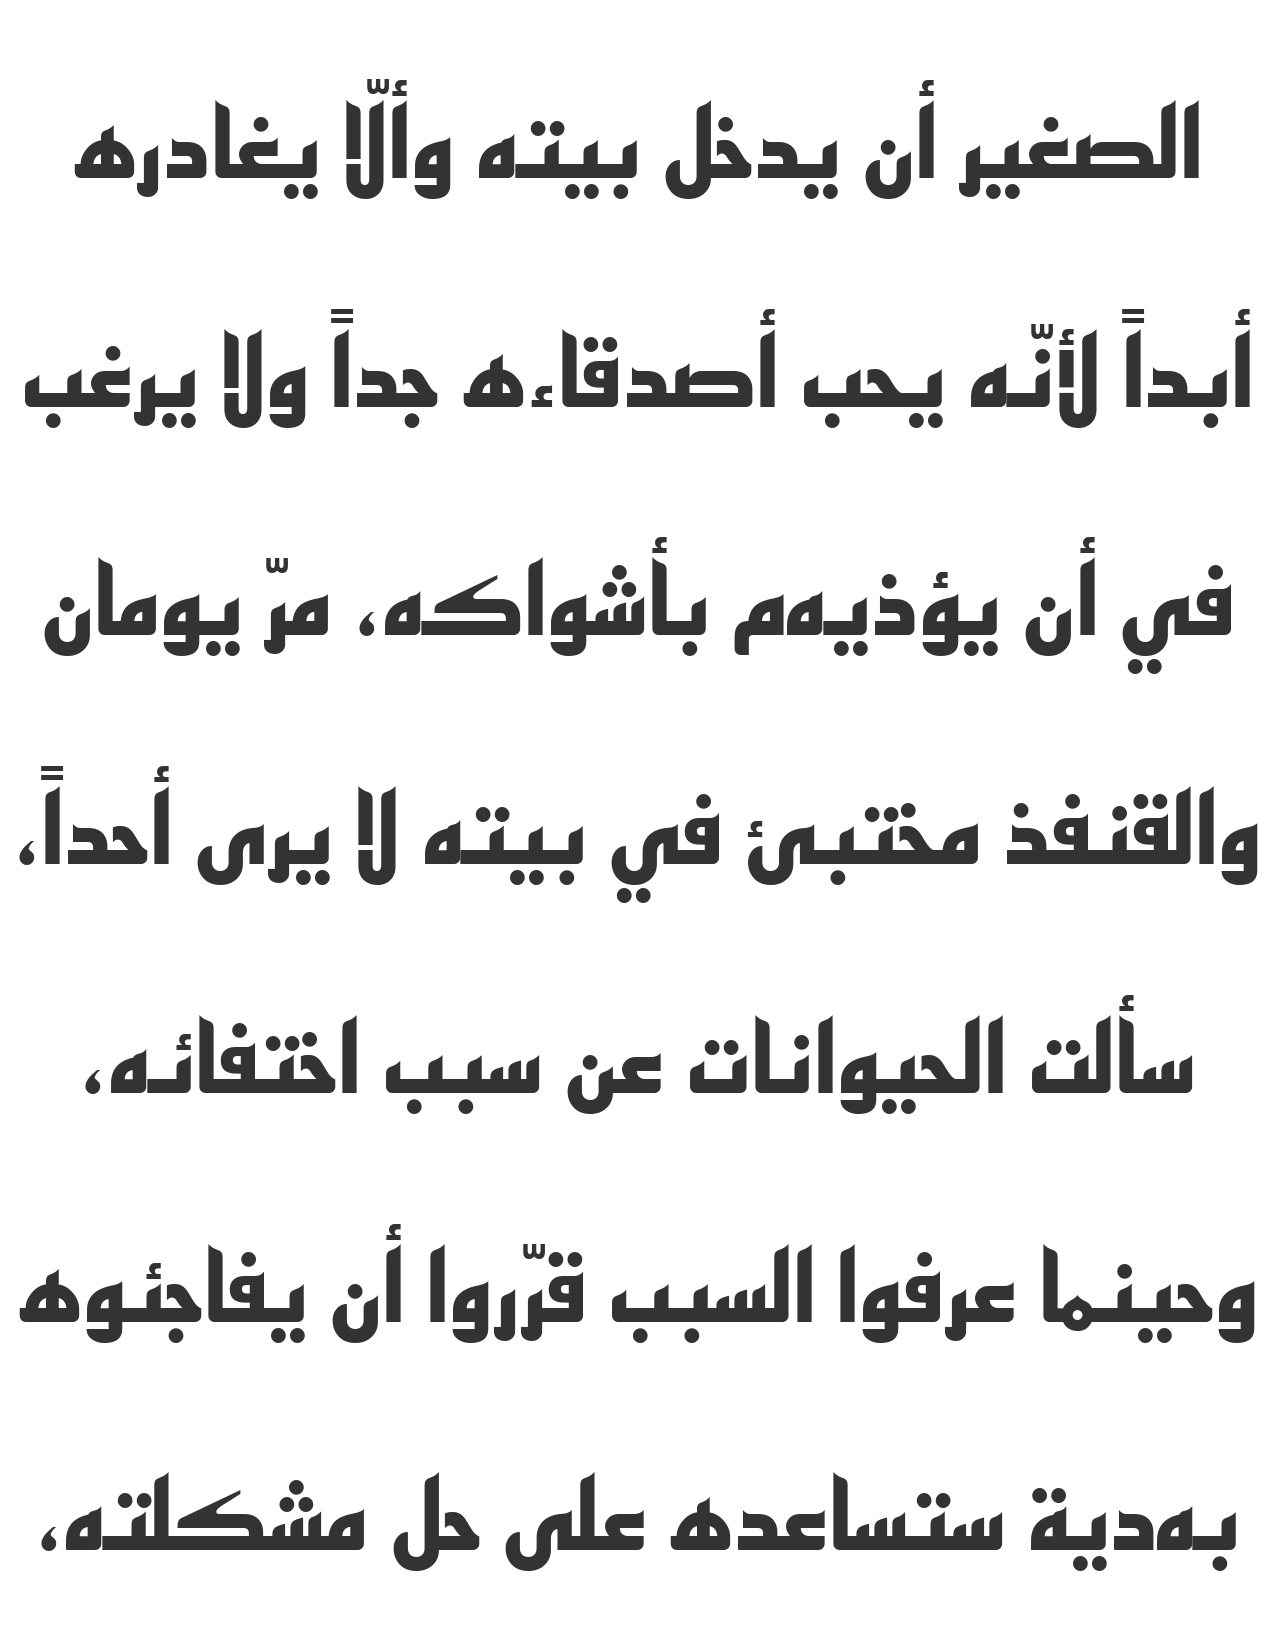 الصغير أن يدخل بيته وألّا يغادره
أبداً لأنّه يحب أصدقاءه جداً ولا يرغب
في أن يؤذيهم بأشواكه، مرّ يومان
والقنفذ مختبئ في بيته لا يرى أحداً،
سألت الحيوانات عن سبب اختفائه،
وحينما عرفوا السبب قرّروا أن يفاجئوه
بهدية ستساعده على حل مشكلته،